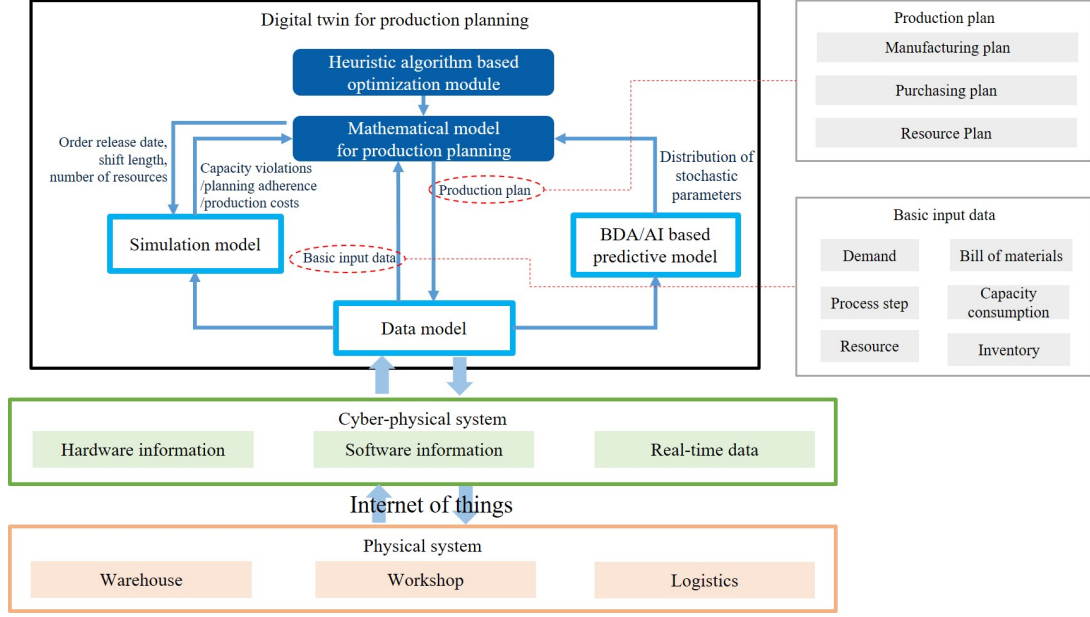 Digital twin for production planning
Heuristic algorithm based
optimization module
Mathematical model
for production planning
Order release date,
shift length,
number of resources
Capacity violations
/planning adherence
/production costs
Production plan
Distribution of
stochastic
parameters
Simulation model
Basic input data
BDA/AI based
predictive model
Data model
Production plan
Manufacturing plan
Purchasing plan
Resource Plan
Basic input data
Demand
Bill of materials
Process step
Capacity
consumption
Resource
Inventory
Cyber-physical system
Hardware information
Software information
Real-time data
Internet of things
Physical system
Warehouse
Workshop
Logistics